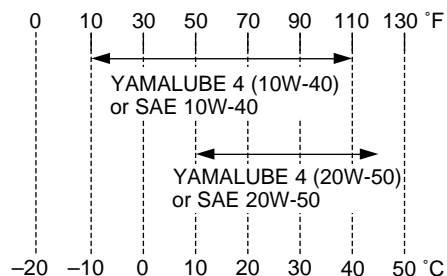 0 10 30 50 70 90 110 130 ˚F
YAMALUBE 4 (10W-40)
or SAE 10W-40
YAMALUBE 4 (20W-50)
or SAE 20W-50
–20 –10 0 10 20 30 40 50 ˚C